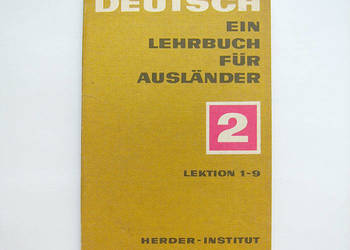 DEUTSCH
EIN
LEHRBUCH
FÜR
AUSLÄNDER
2
LEKTION 1-9
HERDER-INSTITUT